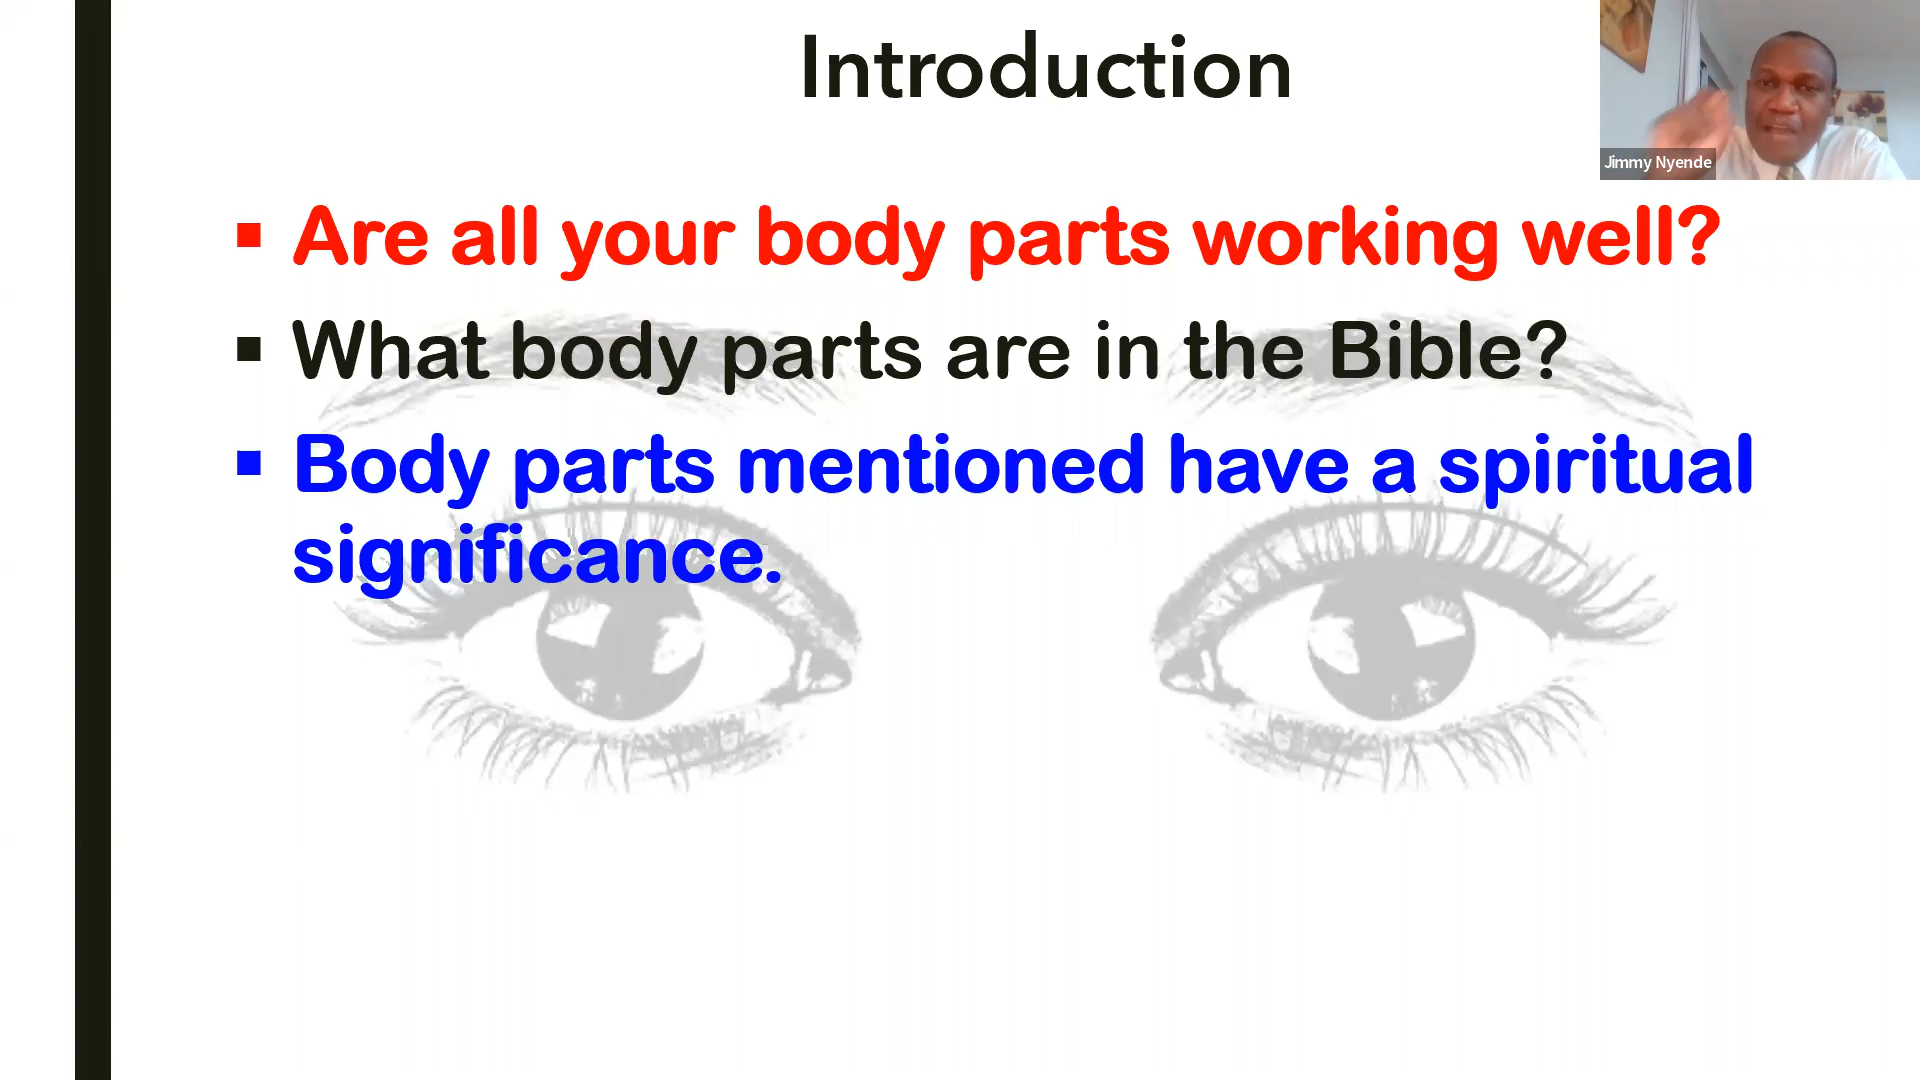 Introduction
Jimmy Nyende
▪ Are all your body parts working well?
▪ What body parts are in the Bible?
▪ Body parts mentioned have a spiritual
significance.